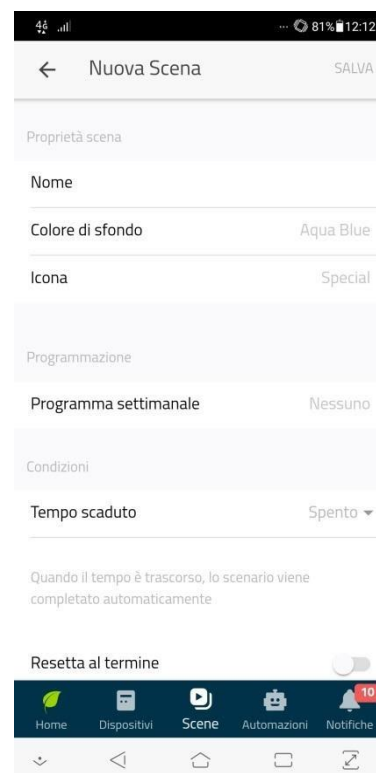 4G ... 81% 12:12
Nuova Scena SALVA
Proprietà scena
Nome
Colore di sfondo Aqua Blue
Icona Special
Programmazione
Programma settimanale Nessuno
Condizioni
Tempo scaduto Spento
Quando il tempo è trascorso, lo scenario viene
completato automaticamente
Resetta al termine
10
Home Dispositivi Scene Automazioni Notifiche